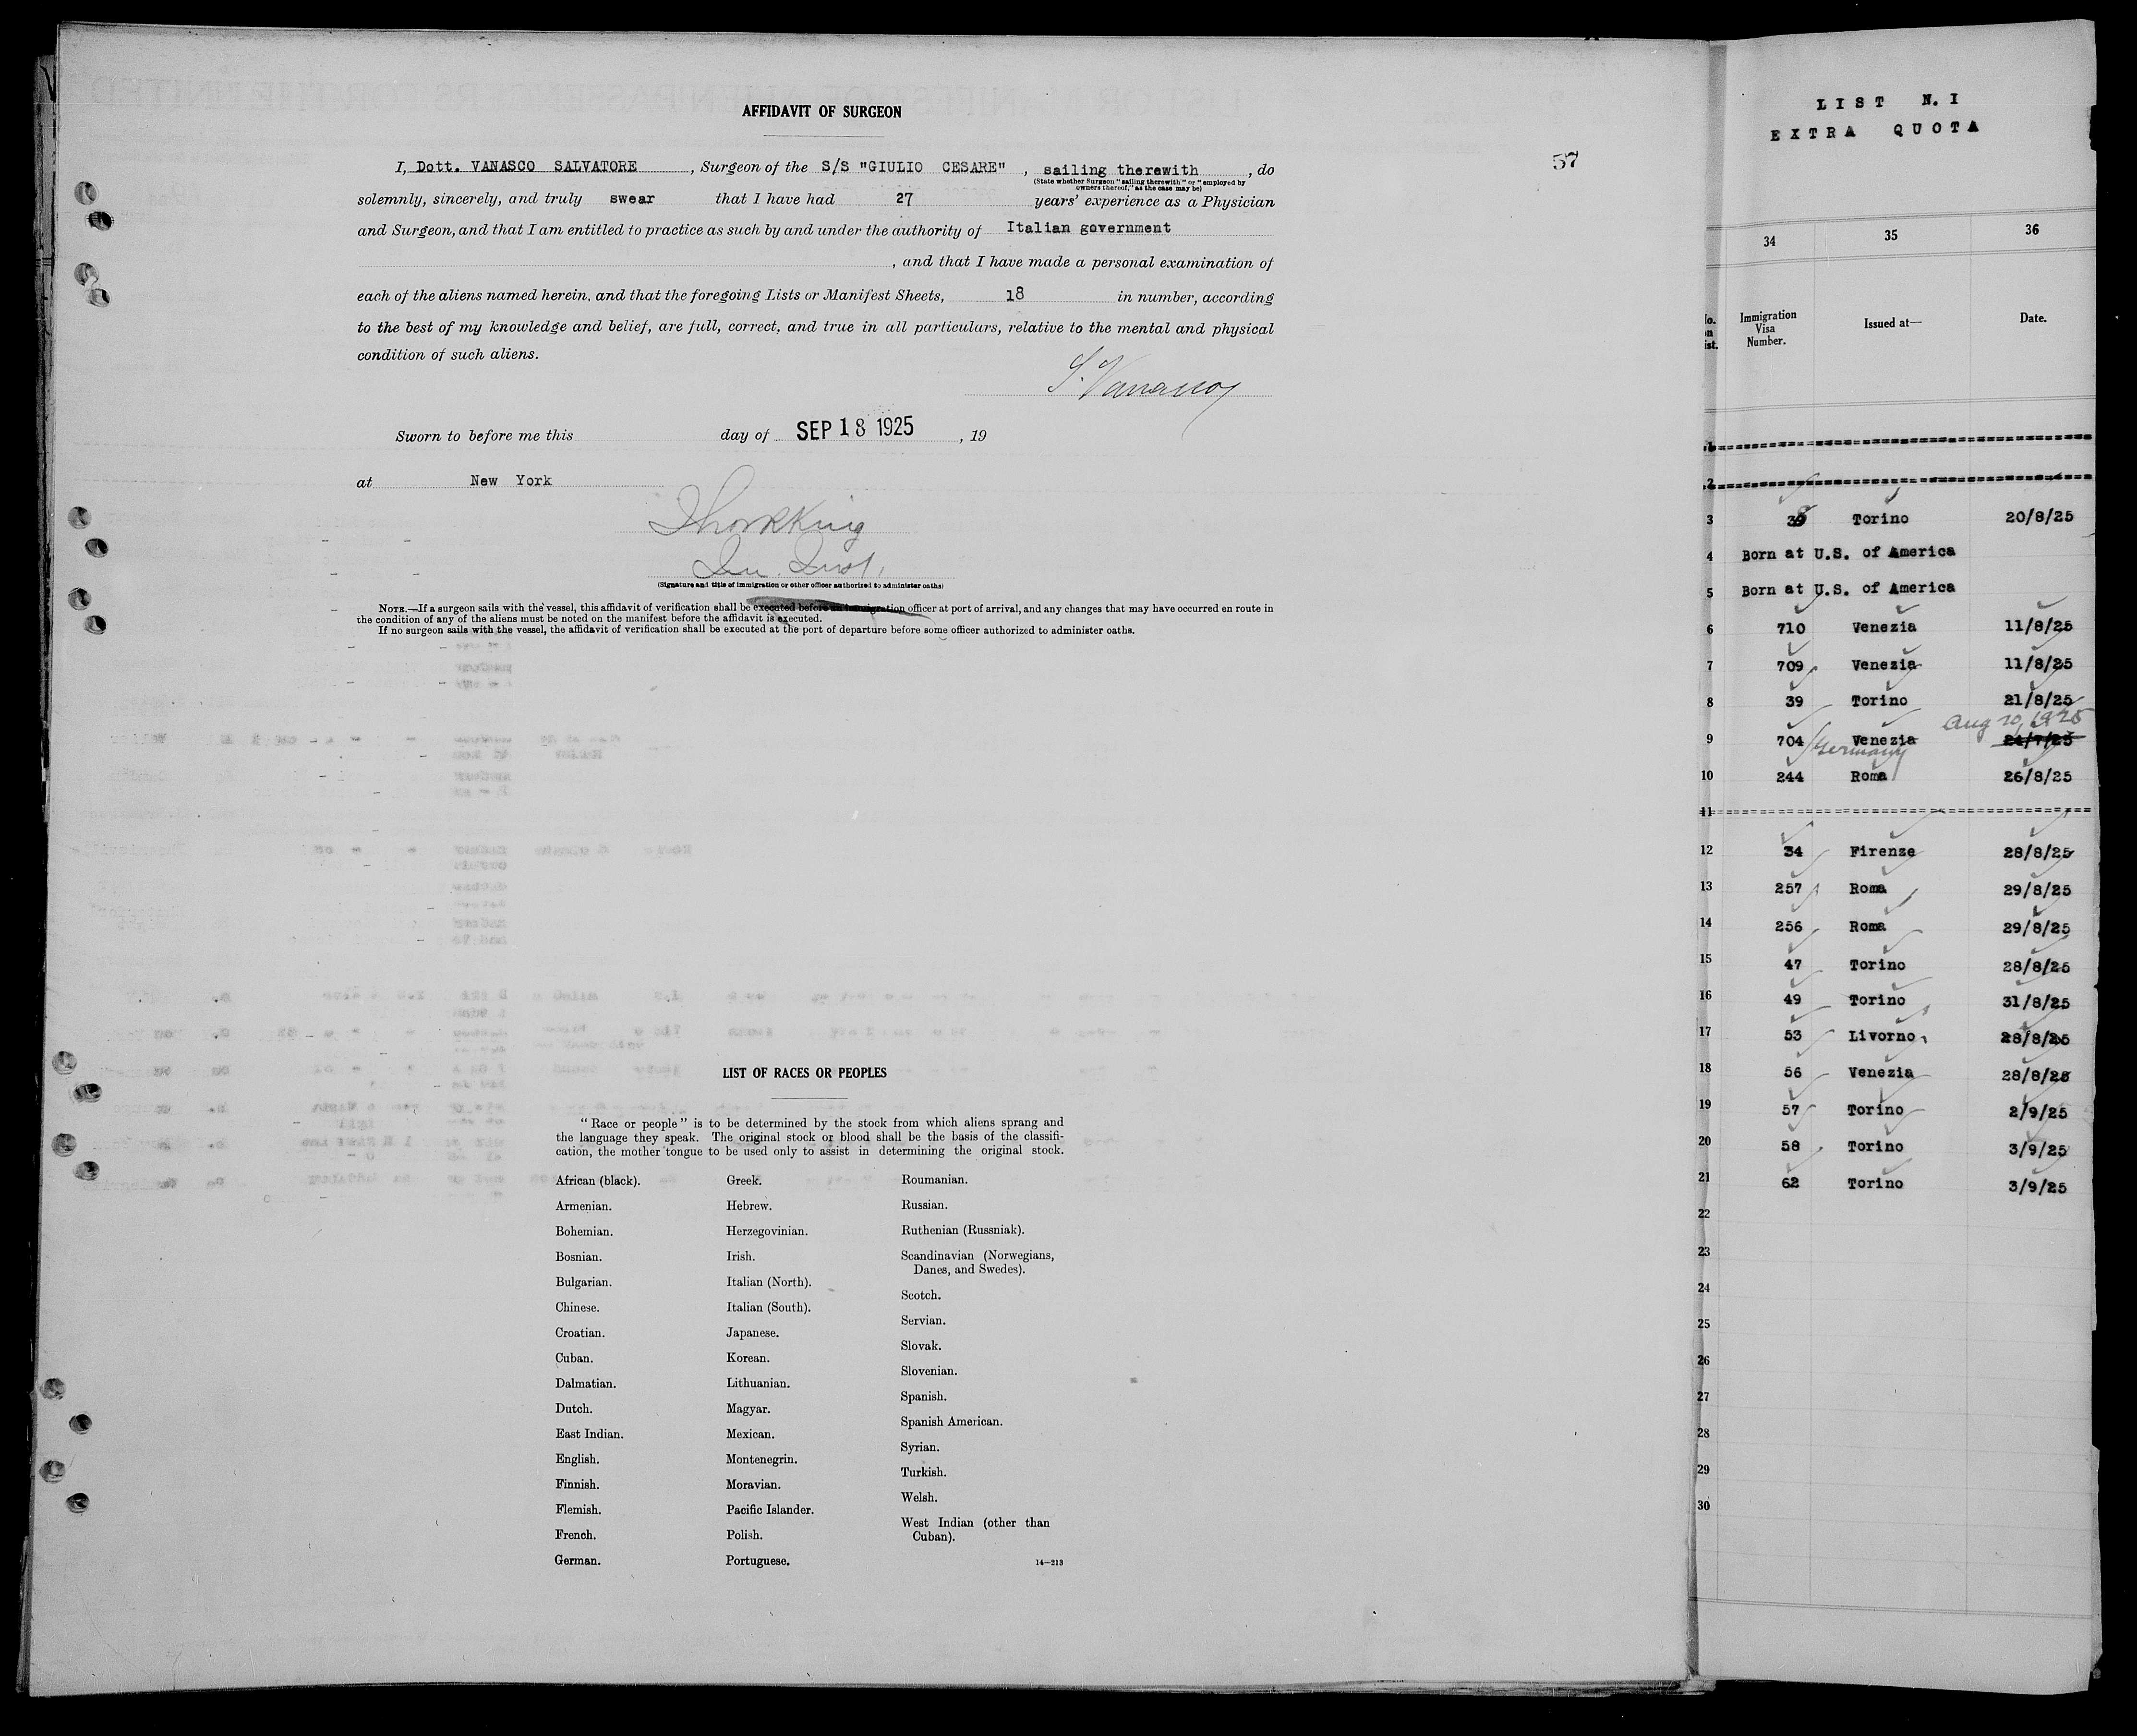 AFFIDAVIT OF SURGEON
57
I, Dott. VANASCO SALVATORE, Surgeon of the S/S "GIULIO CESARE", sailing therewith, do
(State whether Surgeon "sailing therewith" or "employed by
owners thereof," as the case may be)
solemnly, sincerely, and truly swear that I have had 27 years' experience as a Physician
and Surgeon, and that I am entitled to practice as such by and under the authority of Italian government
, and that I have made a personal examination of
each of the aliens named herein, and that the foregoing Lists or Manifest Sheets, 18 in number, according
to the best of my knowledge and belief, are full, correct, and true in all particulars, relative to the mental and physical
condition of such aliens.
S. Vanasco
Sworn to before me this day of SEP 18 1925, 19
at New York
(Signature and title of immigration or other officer authorized to administer oaths)
NOTE.—If a surgeon sails with the vessel, this affidavit of verification shall be executed before an immigration officer at port of arrival, and any changes that may have occurred en route in
the condition of any of the aliens must be noted on the manifest before the affidavit is executed.
If no surgeon sails with the vessel, the affidavit of verification shall be executed at the port of departure before some officer authorized to administer oaths.
LIST OF RACES OR PEOPLES
"Race or people" is to be determined by the stock from which aliens sprang and
the language they speak. The original stock or blood shall be the basis of the classifi-
cation, the mother tongue to be used only to assist in determining the original stock.
African (black).
Armenian.
Bohemian.
Bosnian.
Bulgarian.
Chinese.
Croatian.
Cuban.
Dalmatian.
Dutch.
East Indian.
English.
Finnish.
Flemish.
French.
German.
Greek.
Hebrew.
Herzegovinian.
Irish.
Italian (North).
Italian (South).
Japanese.
Korean.
Lithuanian.
Magyar.
Mexican.
Montenegrin.
Moravian.
Pacific Islander.
Polish.
Portuguese.
Roumanian.
Russian.
Ruthenian (Russniak).
Scandinavian (Norwegians,
Danes, and Swedes).
Scotch.
Servian.
Slovak.
Slovenian.
Spanish.
Spanish American.
Syrian.
Turkish.
Welsh.
West Indian (other than
Cuban).
14—213
LIST N. I
EXTRA QUOTA
34 35 36
Immigration
Visa
Number.
Issued at—
Date.
1
2
3 39 Torino 20/8/25
4 Born at U.S. of America
5 Born at U.S. of America
6 710 Venezia 11/8/25
7 709 Venezia 11/8/25
8 39 Torino 21/8/25
Aug 10, 1925
9 704 Venezia 24/7/25
Germany
10 244 Roma 26/8/25
11
12 34 Firenze 28/8/25
13 257 Roma 29/8/25
14 256 Roma 29/8/25
15 47 Torino 28/8/25
16 49 Torino 31/8/25
17 53 Livorno 28/8/25
18 56 Venezia 28/8/25
19 57 Torino 2/9/25
20 58 Torino 3/9/25
21 62 Torino 3/9/25
22
23
24
25
26
27
28
29
30